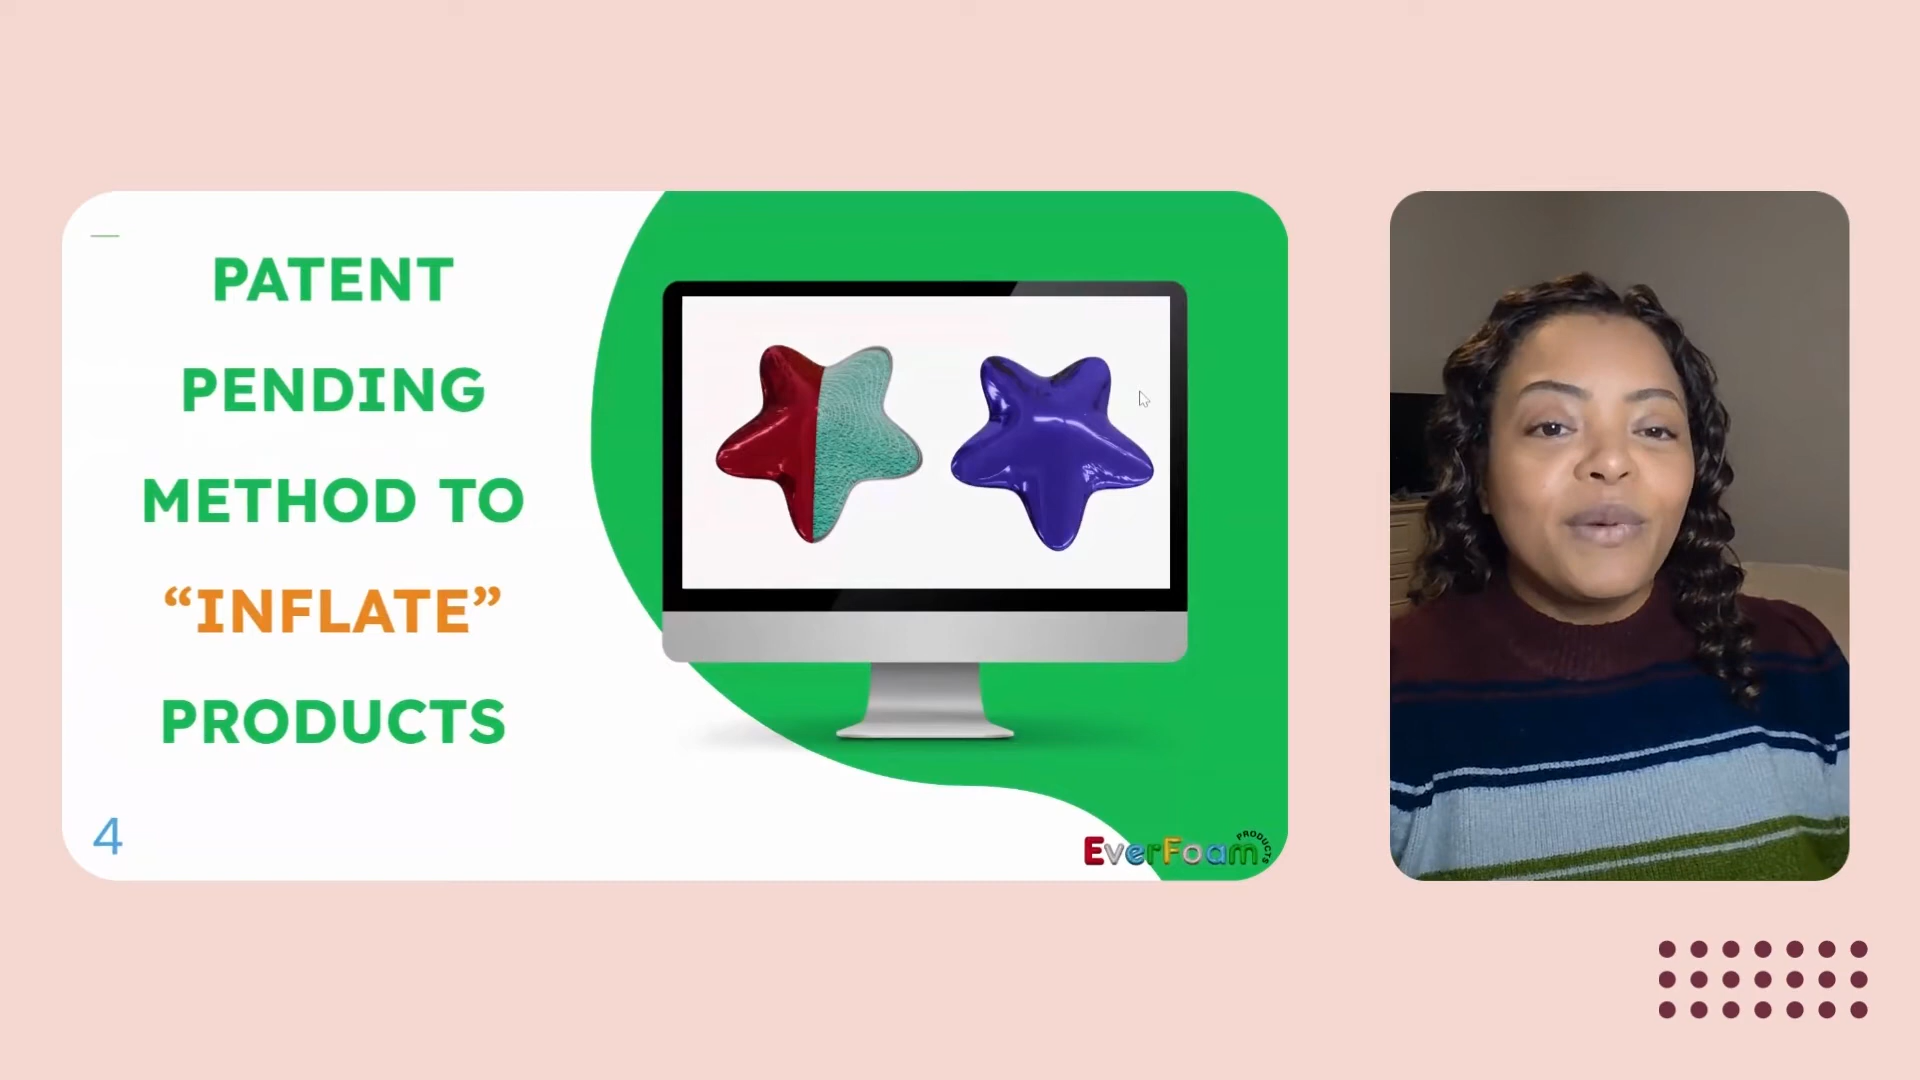 PATENT
PENDING
METHOD TO
“INFLATE”
PRODUCTS
4
EverFoam
PRODUCTS